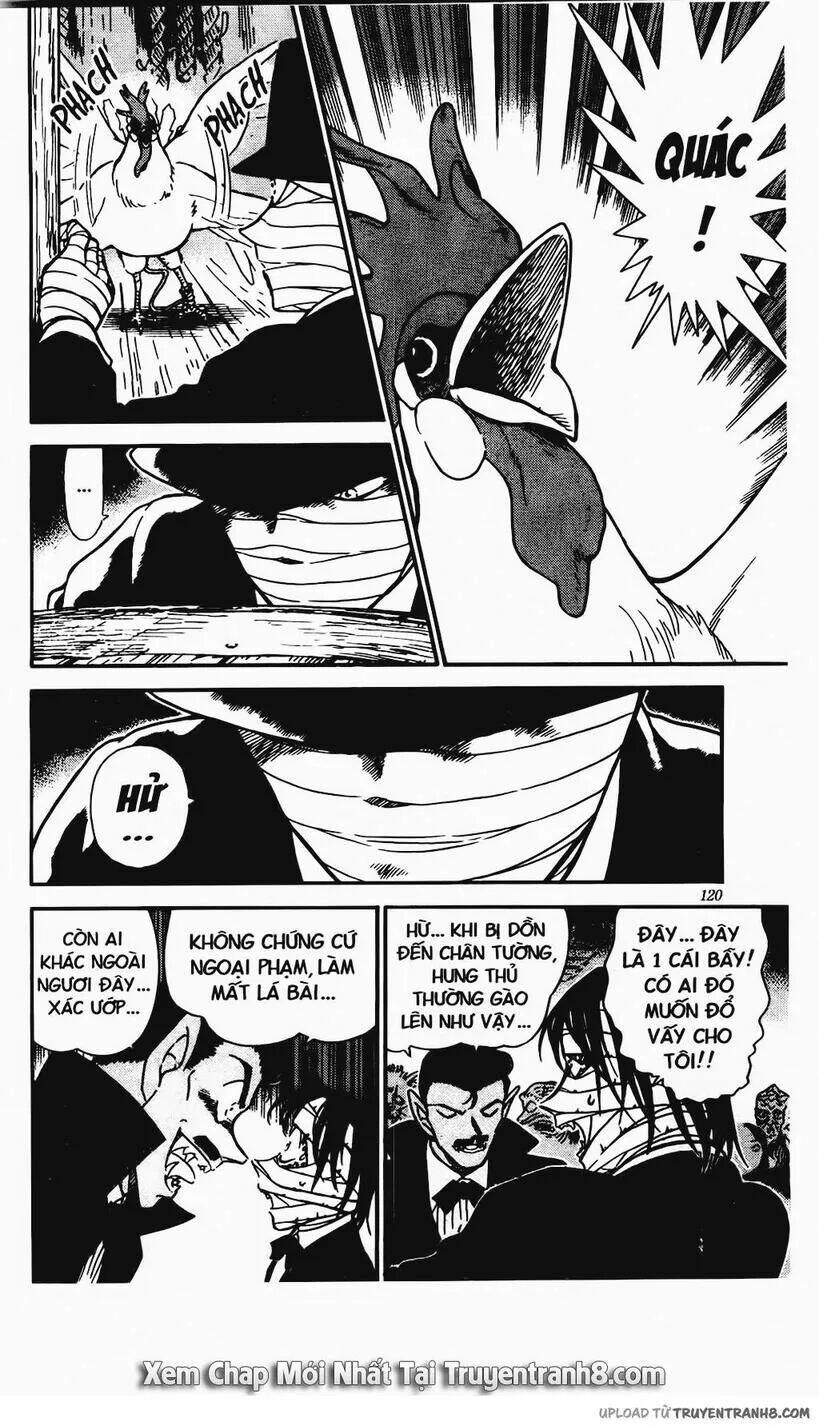 QUÁC
!
PHẠCH
PHẠCH
...
HỬ
...
120
ĐÂY... ĐÂY
LÀ 1 CÁI BẪY!
CÓ AI ĐÓ
MUỐN ĐỔ
VẤY CHO
TÔI!!
HỪ... KHI BỊ DỒN
ĐẾN CHÂN TƯỜNG,
HUNG THỦ
THƯỜNG GÀO
LÊN NHƯ VẬY...
KHÔNG CHỨNG CỨ
NGOẠI PHẠM, LÀM
MẤT LÁ BÀI...
CÒN AI
KHÁC NGOÀI
NGƯƠI ĐÂY...
XÁC ƯỚP...
Xem Chap Mới Nhất Tại Truyentranh8.com
UPLOAD TỪ TRUYENTRANH8.COM